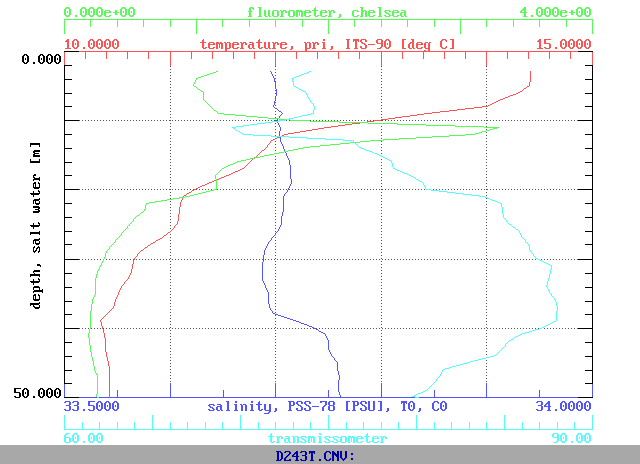 0.000e+00 fluorometer, chelsea 4.000e+00
10.0000 temperature, pri, ITS-90 [deg C] 15.0000
0.000
depth, salt water [m]
50.000
33.5000 salinity, PSS-78 [PSU], T0, C0 34.0000
60.00 transmissometer 90.00
D243T.CNV: